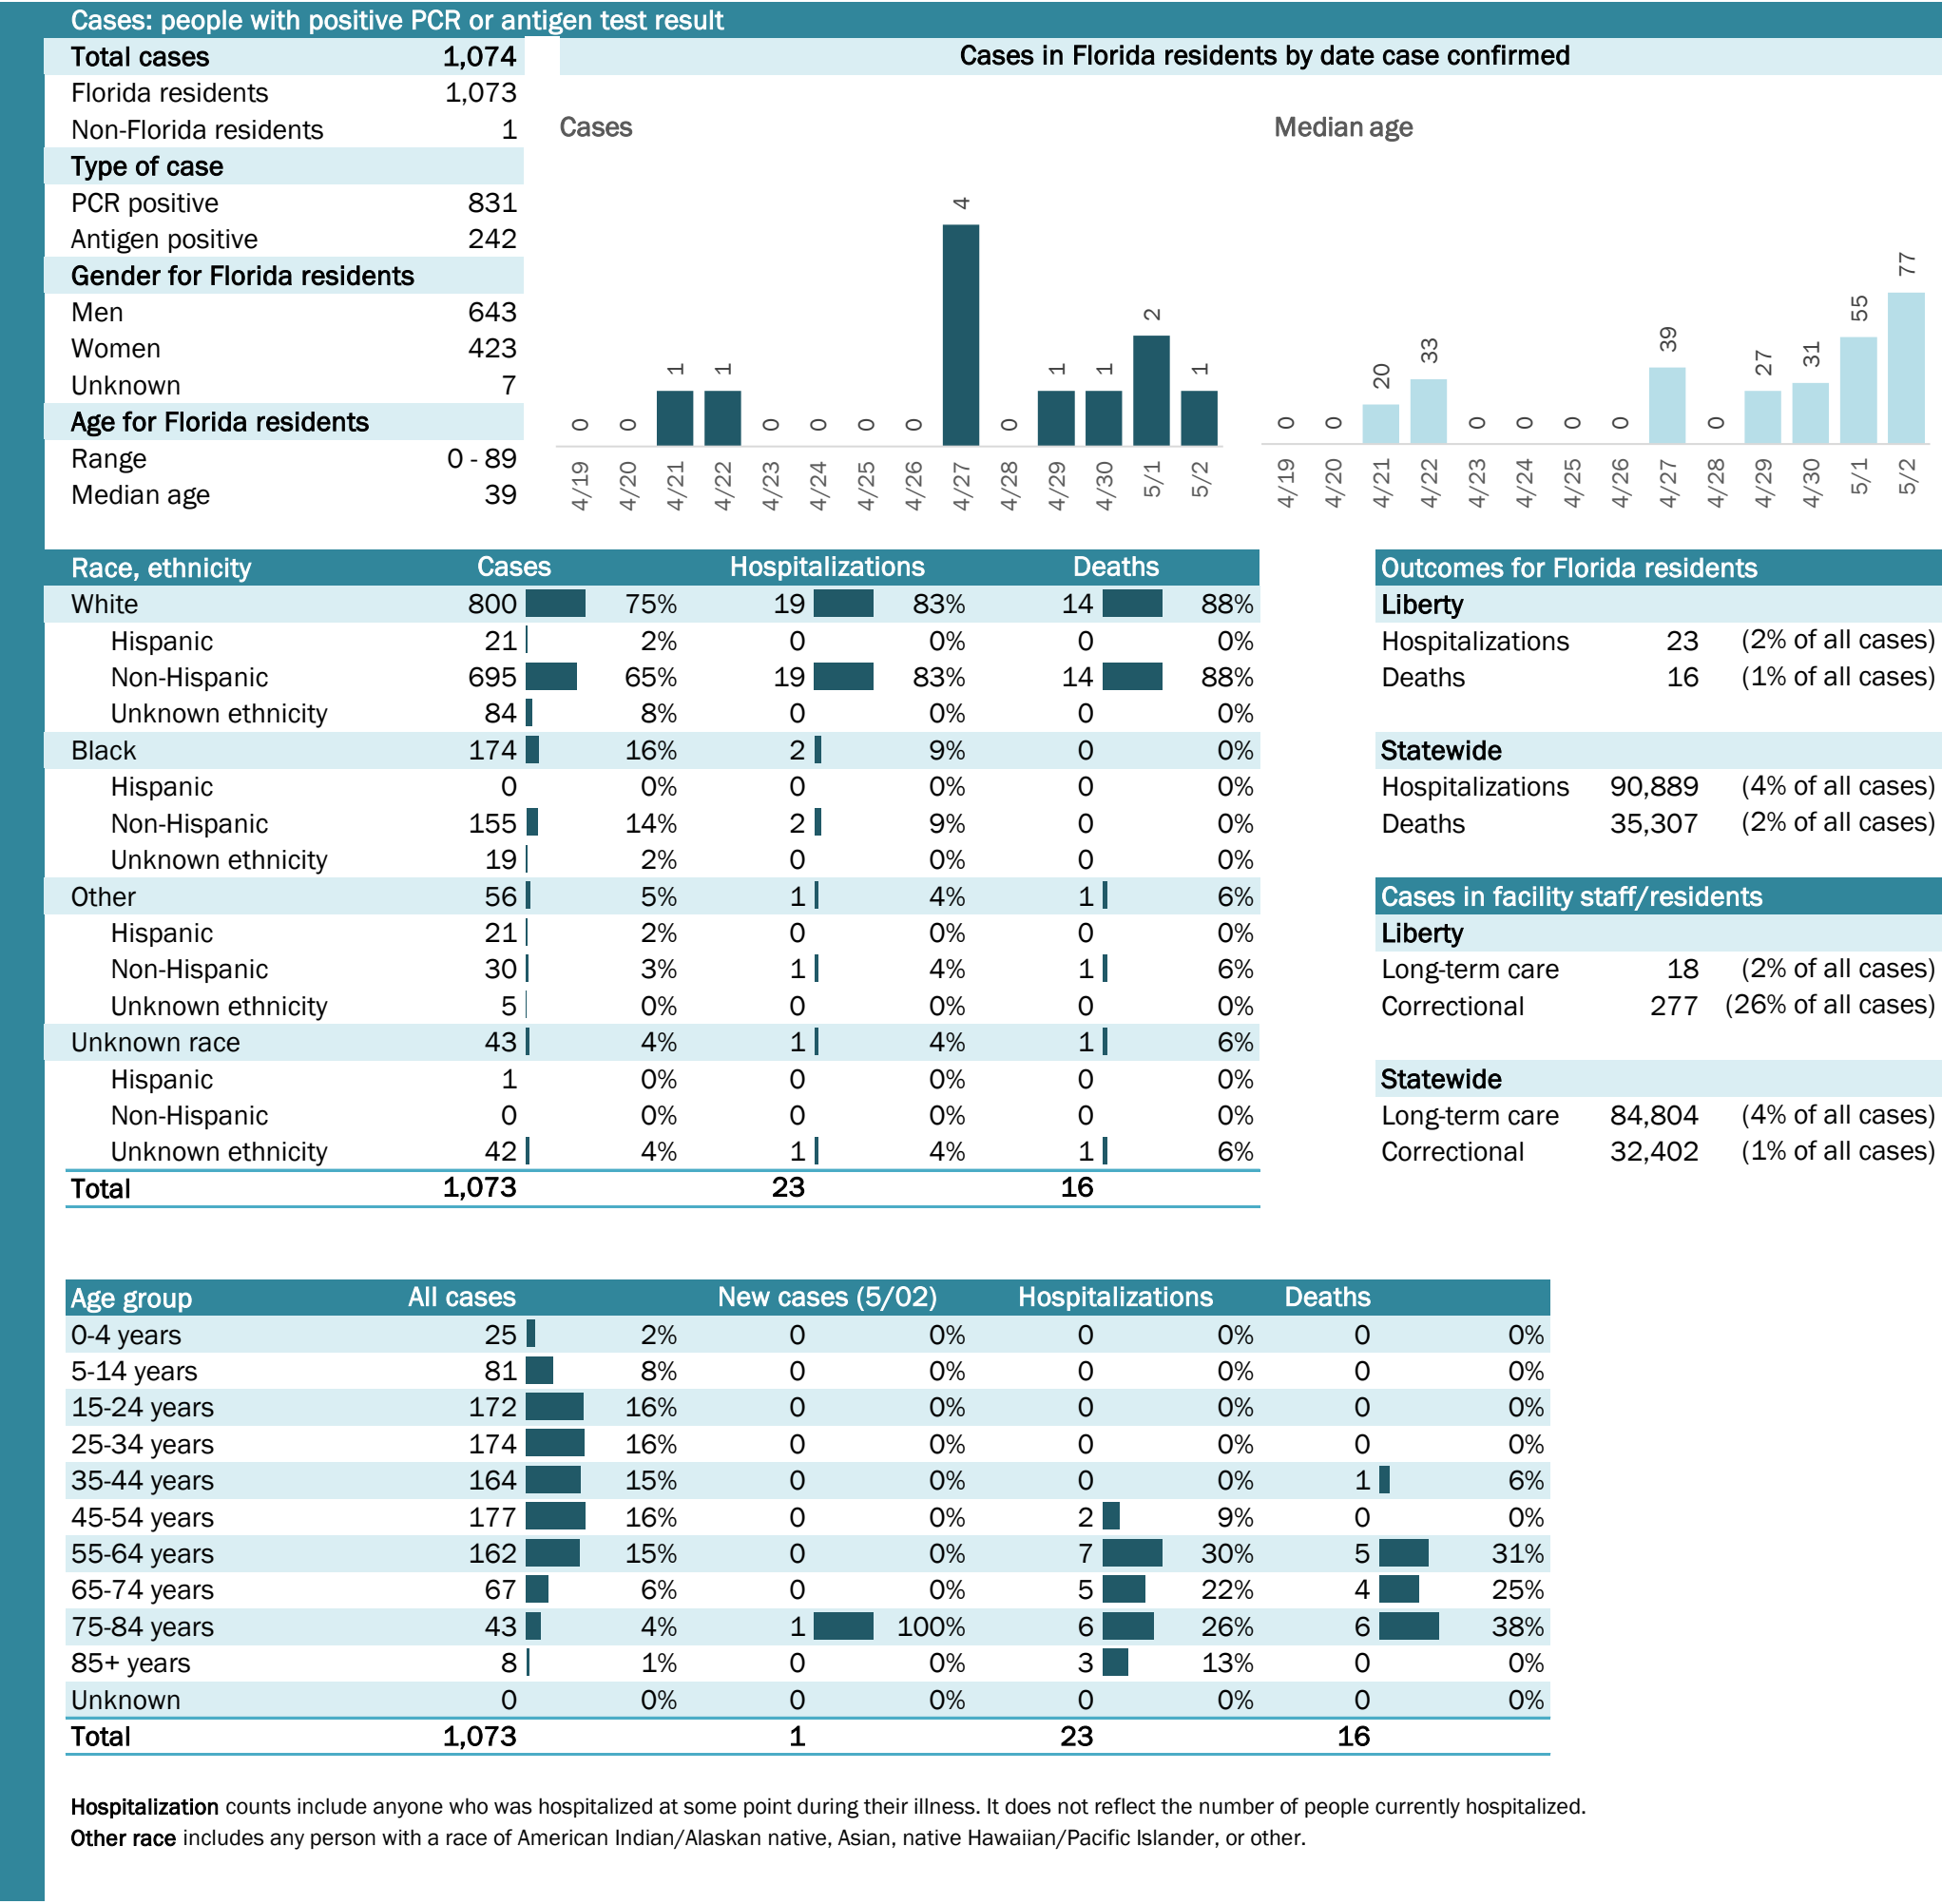 Cases: people with positive PCR or antigen test result
Total cases 1,074
Florida residents 1,073
Non-Florida residents 1
Type of case
PCR positive 831
Antigen positive 242
Gender for Florida residents
Men 643
Women 423
Unknown 7
Age for Florida residents
Range 0 - 89
Median age 39
Cases in Florida residents by date case confirmed
Cases
0 0 1 1 0 0 0 0 4 0 1 1 2 1
4/19 4/20 4/21 4/22 4/23 4/24 4/25 4/26 4/27 4/28 4/29 4/30 5/1 5/2
Median age
0 0 20 33 0 0 0 0 39 0 27 31 55 77
4/19 4/20 4/21 4/22 4/23 4/24 4/25 4/26 4/27 4/28 4/29 4/30 5/1 5/2
Race, ethnicity Cases Hospitalizations Deaths
White 800 75% 19 83% 14 88%
Hispanic 21 2% 0 0% 0 0%
Non-Hispanic 695 65% 19 83% 14 88%
Unknown ethnicity 84 8% 0 0% 0 0%
Black 174 16% 2 9% 0 0%
Hispanic 0 0% 0 0% 0 0%
Non-Hispanic 155 14% 2 9% 0 0%
Unknown ethnicity 19 2% 0 0% 0 0%
Other 56 5% 1 4% 1 6%
Hispanic 21 2% 0 0% 0 0%
Non-Hispanic 30 3% 1 4% 1 6%
Unknown ethnicity 5 0% 0 0% 0 0%
Unknown race 43 4% 1 4% 1 6%
Hispanic 1 0% 0 0% 0 0%
Non-Hispanic 0 0% 0 0% 0 0%
Unknown ethnicity 42 4% 1 4% 1 6%
Total 1,073 23 16
Outcomes for Florida residents
Liberty
Hospitalizations 23 (2% of all cases)
Deaths 16 (1% of all cases)
Statewide
Hospitalizations 90,889 (4% of all cases)
Deaths 35,307 (2% of all cases)
Cases in facility staff/residents
Liberty
Long-term care 18 (2% of all cases)
Correctional 277 (26% of all cases)
Statewide
Long-term care 84,804 (4% of all cases)
Correctional 32,402 (1% of all cases)
Age group All cases New cases (5/02) Hospitalizations Deaths
0-4 years 25 2% 0 0% 0 0% 0 0%
5-14 years 81 8% 0 0% 0 0% 0 0%
15-24 years 172 16% 0 0% 0 0% 0 0%
25-34 years 174 16% 0 0% 0 0% 0 0%
35-44 years 164 15% 0 0% 0 0% 1 6%
45-54 years 177 16% 0 0% 2 9% 0 0%
55-64 years 162 15% 0 0% 7 30% 5 31%
65-74 years 67 6% 0 0% 5 22% 4 25%
75-84 years 43 4% 1 100% 6 26% 6 38%
85+ years 8 1% 0 0% 3 13% 0 0%
Unknown 0 0% 0 0% 0 0% 0 0%
Total 1,073 1 23 16
Hospitalization counts include anyone who was hospitalized at some point during their illness. It does not reflect the number of people currently hospitalized.
Other race includes any person with a race of American Indian/Alaskan native, Asian, native Hawaiian/Pacific Islander, or other.